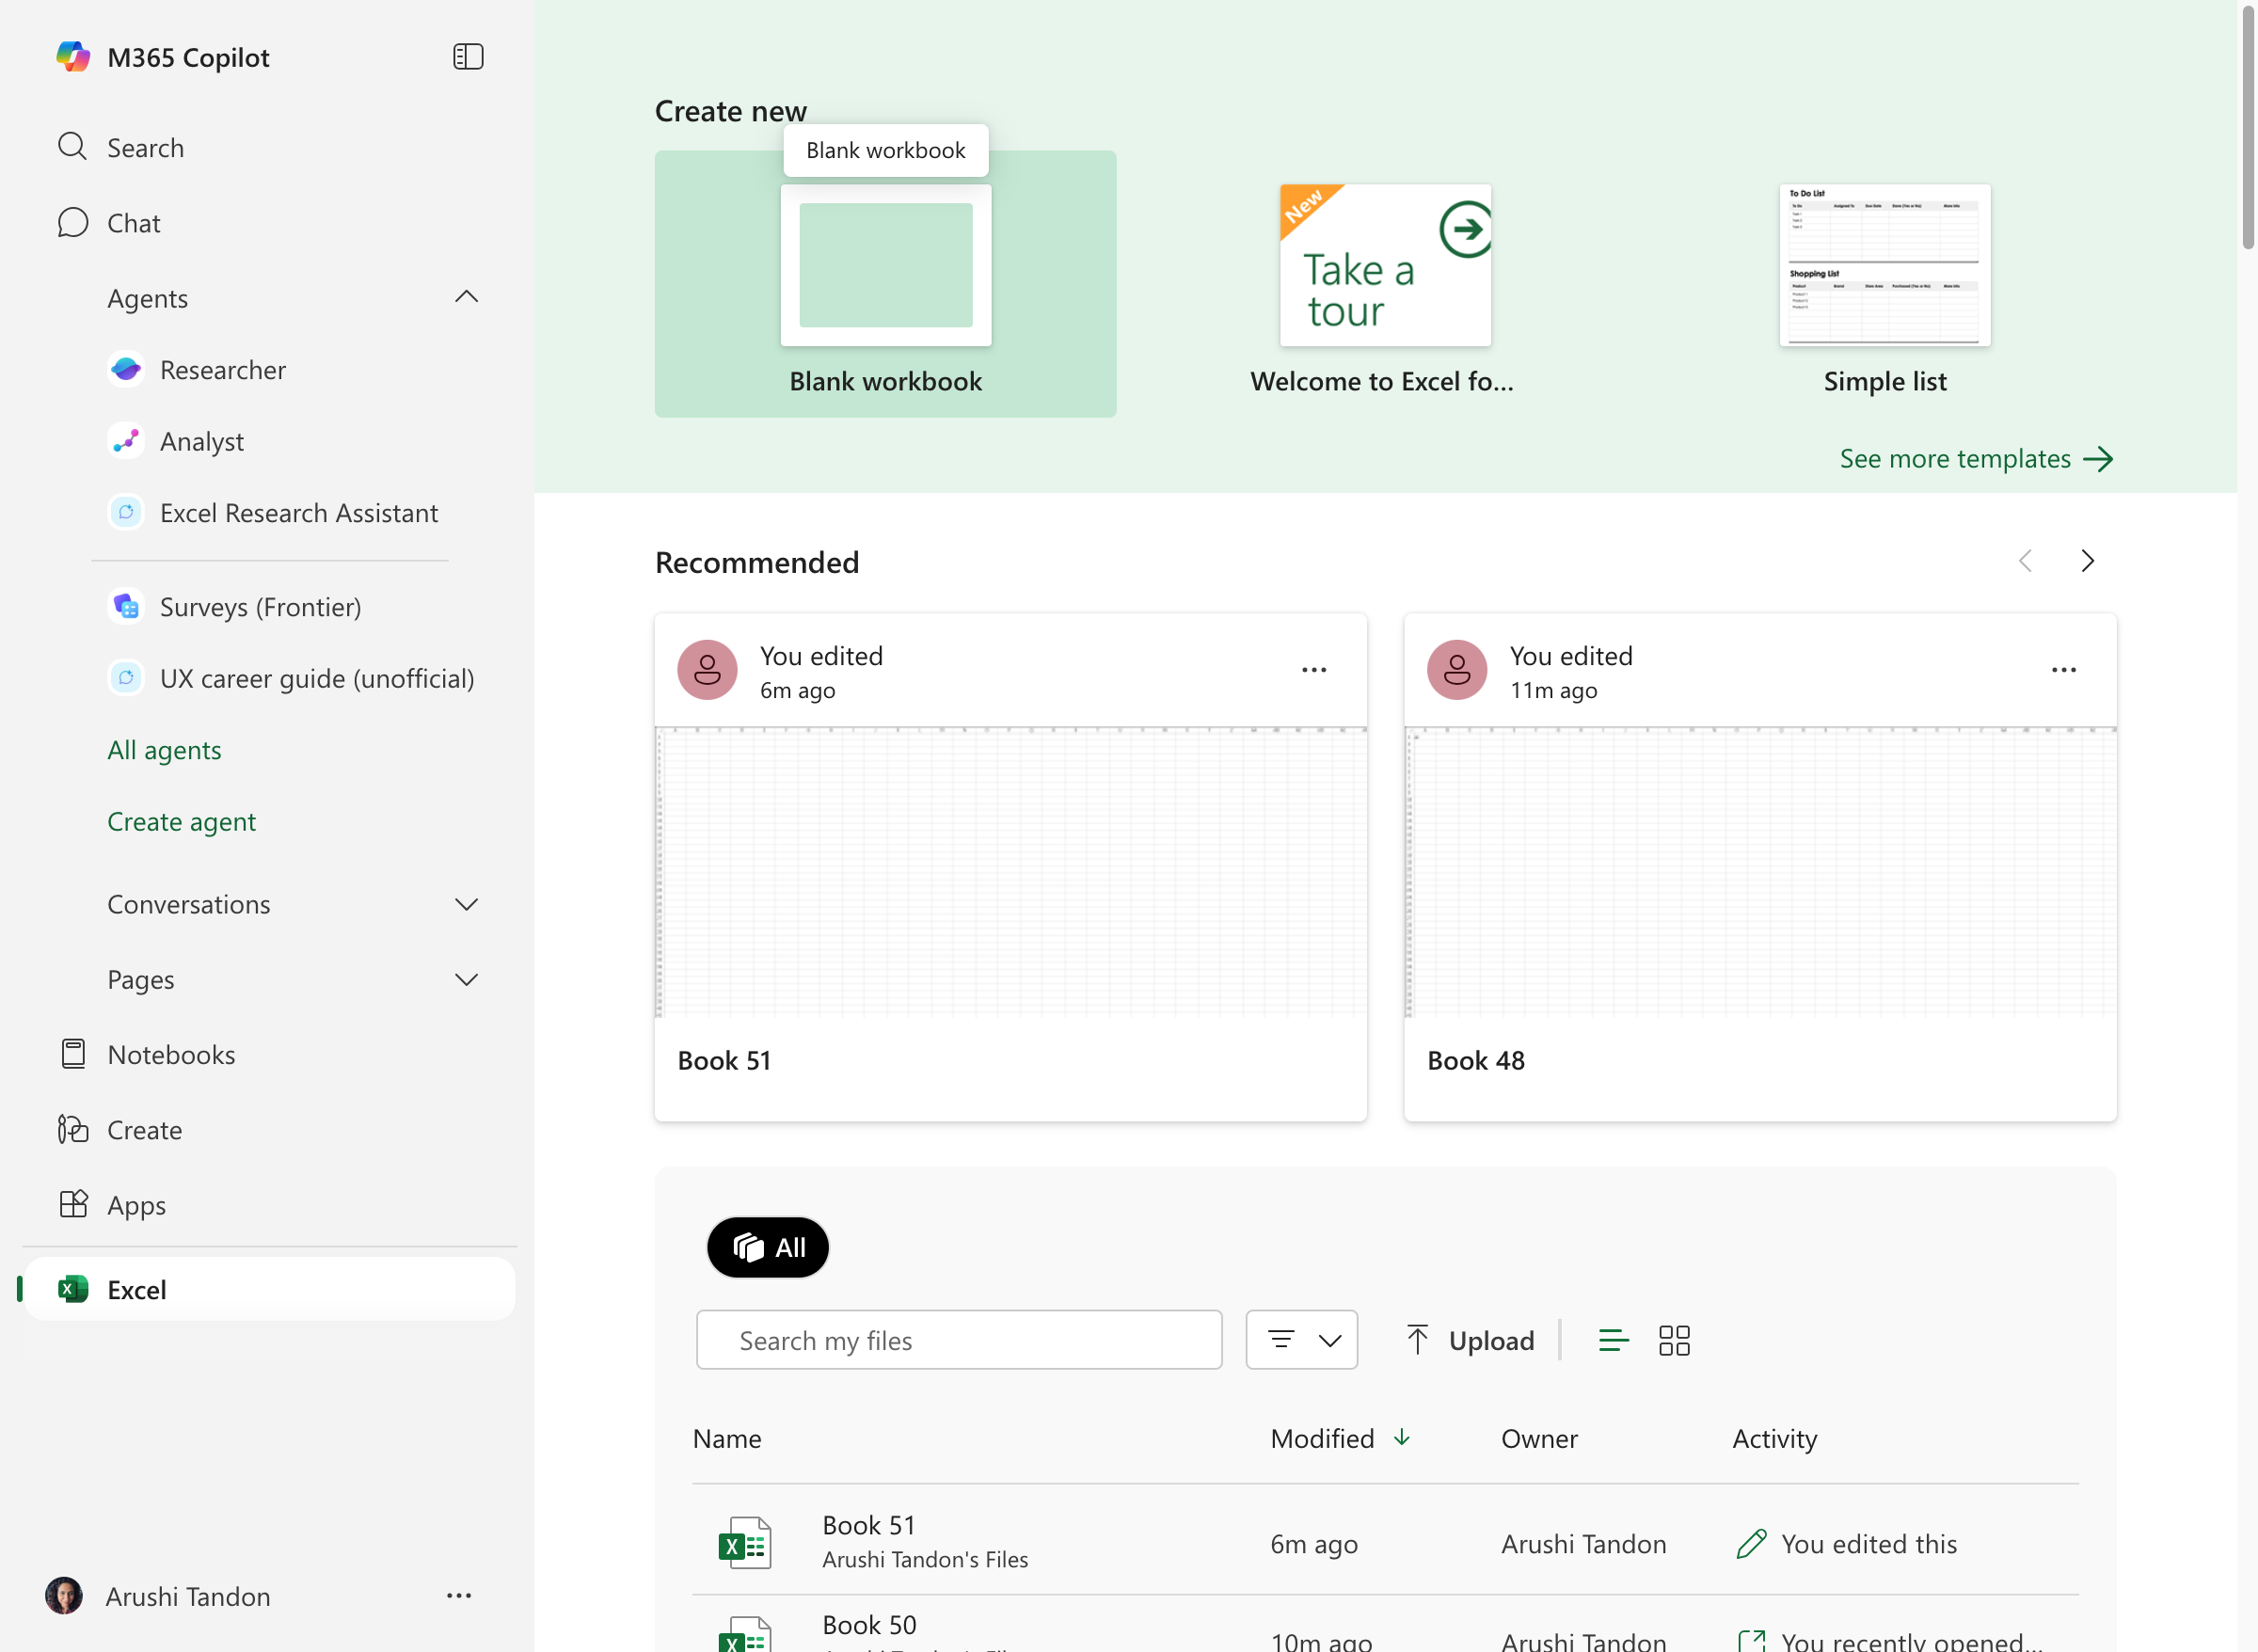 M365 Copilot
Search
Chat
Agents
Researcher
Analyst
Excel Research Assistant
Surveys (Frontier)
UX career guide (unofficial)
All agents
Create agent
Conversations
Pages
Notebooks
Create
Apps
Excel
Arushi Tandon
Create new
Blank workbook
Blank workbook
New
Take a
tour
Welcome to Excel fo...
To Do List
Shopping List
Simple list
See more templates
Recommended
You edited
6m ago
Book 51
You edited
11m ago
Book 48
All
Search my files
Upload
Name Modified Owner Activity
Book 51
Arushi Tandon's Files
6m ago Arushi Tandon You edited this
Book 50
10m ago Arushi Tandon You recently opened...